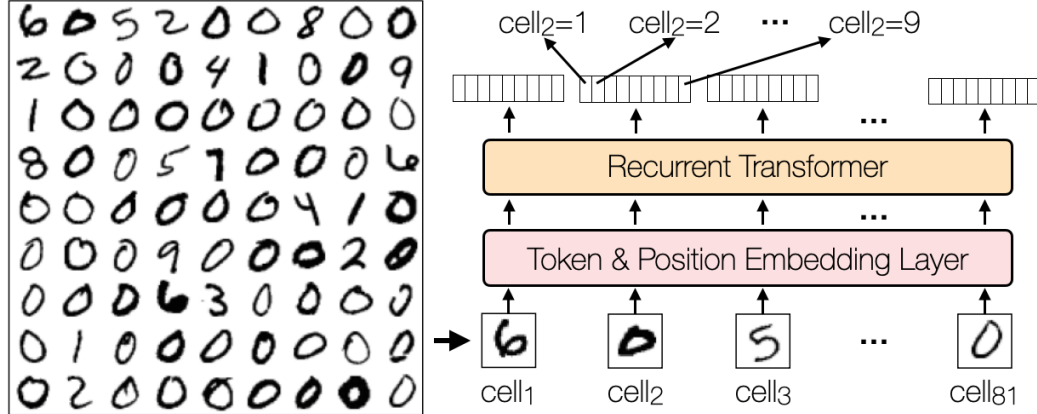 6 0 5 2 0 0 8 0 0
2 0 0 0 4 1 0 0 9
1 0 0 0 0 0 0 0 0
8 0 0 5 7 0 0 0 6
0 0 0 0 0 0 4 1 0
0 0 0 9 0 0 0 2 0
0 0 0 6 3 0 0 0 0
0 1 0 0 0 0 0 0 0
0 2 0 0 0 0 0 0 0
cell2=1 cell2=2 ... cell2=9
...
Recurrent Transformer
...
Token & Position Embedding Layer
6 0 5 ... 0
cell1 cell2 cell3 cell81